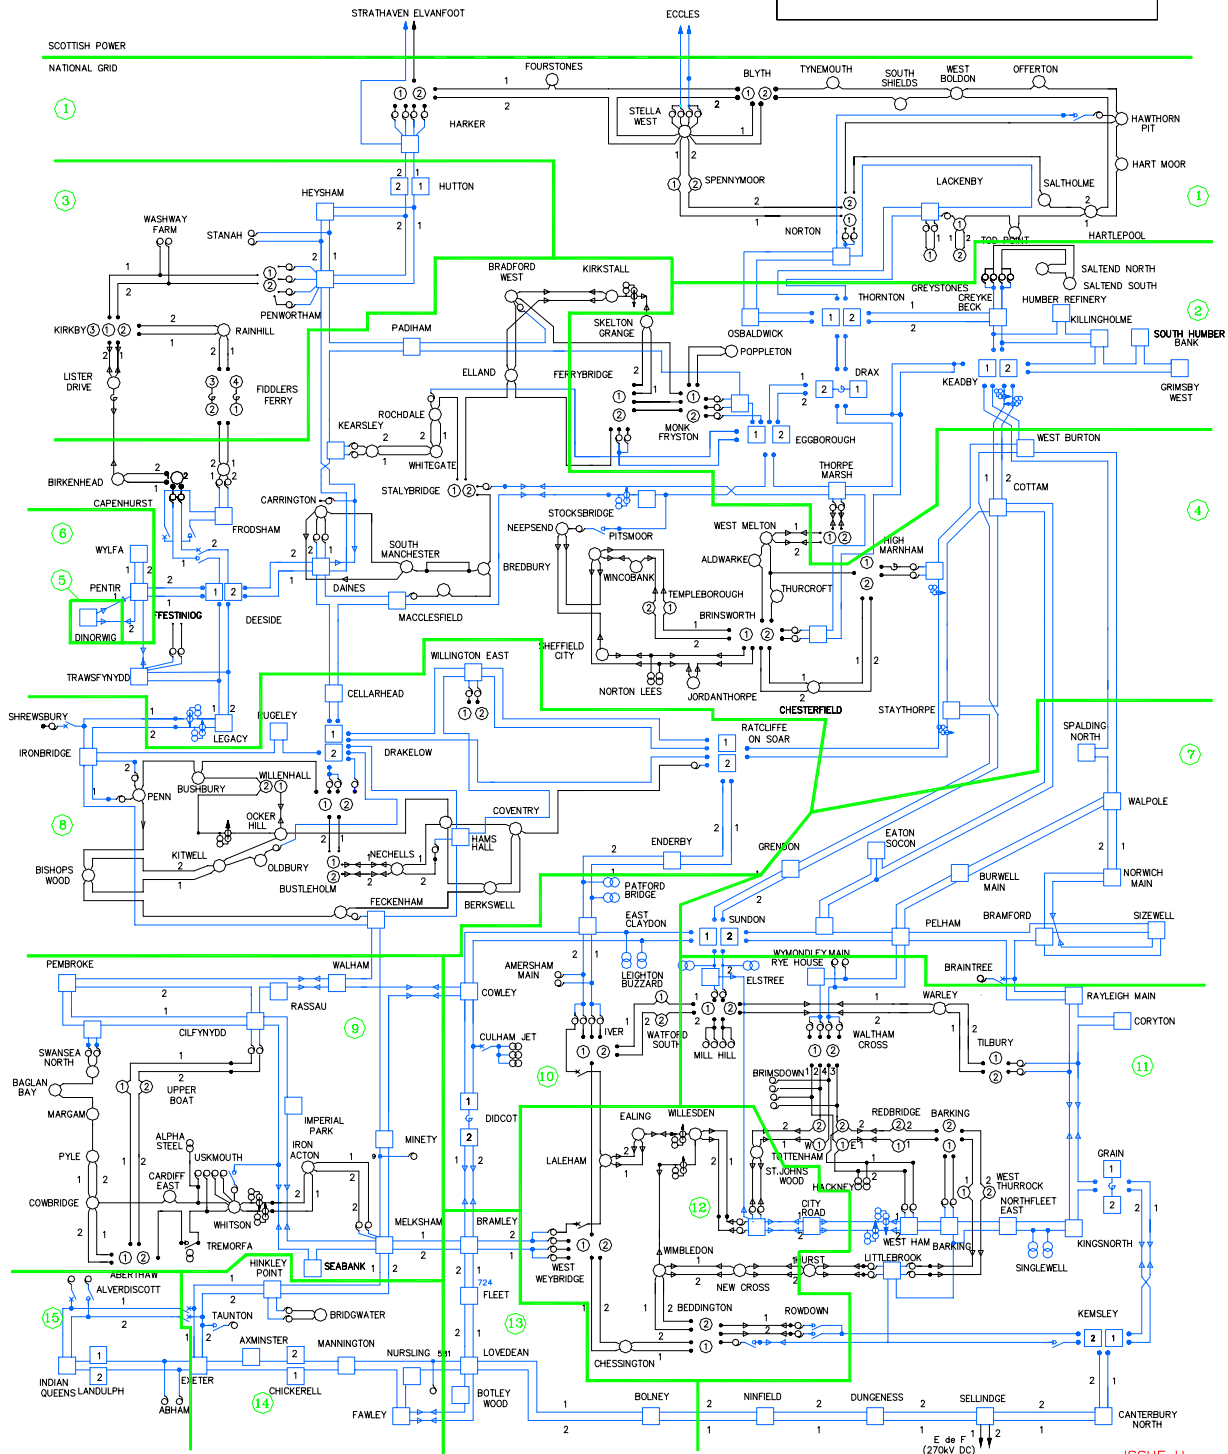 STRATHAVEN ELVANFOOT
ECCLES
SCOTTISH POWER
NATIONAL GRID
FOURSTONES
BLYTH
TYNEMOUTH
SOUTH
SHIELDS
WEST
BOLDON
OFFERTON
STELLA
WEST
HARKER
HAWTHORN
PIT
HART MOOR
SPENNYMOOR
HUTTON
HEYSHAM
WASHWAY
FARM
STANAH
LACKENBY
SALTHOLME
NORTON
TOD POINT
HARTLEPOOL
PENWORTHAM
BRADFORD
WEST
KIRKSTALL
GREYSTONES
SALTEND NORTH
SALTEND SOUTH
CREYKE
BECK
HUMBER REFINERY
THORNTON
KILLINGHOLME
SOUTH HUMBER
BANK
KIRKBY
RAINHILL
PADIHAM
SKELTON
GRANGE
OSBALDWICK
POPPLETON
LISTER
DRIVE
FIDDLERS
FERRY
ELLAND
FERRYBRIDGE
DRAX
KEADBY
GRIMSBY
WEST
ROCHDALE
KEARSLEY
MONK
FRYSTON
EGGBOROUGH
WEST BURTON
BIRKENHEAD
WHITEGATE
THORPE
MARSH
COTTAM
CAPENHURST
CARRINGTON
STALYBRIDGE
STOCKSBRIDGE
NEEPSEND
PITSMOOR
WEST MELTON
HIGH
MARNHAM
FRODSHAM
WYLFA
SOUTH
MANCHESTER
BREDBURY
ALDWARKE
WINCOBANK
PENTIR
DAINES
TEMPLEBOROUGH
THURCROFT
FFESTINIOG
DEESIDE
MACCLESFIELD
BRINSWORTH
DINORWIG
SHEFFIELD
CITY
TRAWSFYNYDD
WILLINGTON EAST
NORTON LEES
JORDANTHORPE
CELLARHEAD
CHESTERFIELD
STAYTHORPE
SHREWSBURY
LEGACY
RUGELEY
RATCLIFFE
ON SOAR
SPALDING
NORTH
IRONBRIDGE
DRAKELOW
BUSHBURY
WILLENHALL
PENN
COVENTRY
WALPOLE
OCKER
HILL
HAMS
HALL
ENDERBY
EATON
SOCON
BISHOPS
WOOD
KITWELL
OLDBURY
NECHELLS
GRENDON
BURWELL
MAIN
NORWICH
MAIN
BUSTLEHOLM
BERKSWELL
PATFORD
BRIDGE
FECKENHAM
EAST
CLAYDON
SUNDON
PELHAM
BRAMFORD
SIZEWELL
PEMBROKE
WALHAM
AMERSHAM
MAIN
LEIGHTON
BUZZARD
WYMONDLEY MAIN
RYE HOUSE
ELSTREE
BRAINTREE
RASSAU
COWLEY
WARLEY
RAYLEIGH MAIN
CORYTON
CILFYNYDD
CULHAM JET
IVER
WATFORD
SOUTH
MILL HILL
WALTHAM
CROSS
TILBURY
SWANSEA
NORTH
BAGLAN
BAY
UPPER
BOAT
BRIMSDOWN
MARGAM
IMPERIAL
PARK
DIDCOT
EALING
WILLESDEN
REDBRIDGE
BARKING
ALPHA
STEEL
IRON
ACTON
MINETY
TOTTENHAM
GRAIN
PYLE
USKMOUTH
LALEHAM
ST.JOHNS
WOOD
HACKNEY
WEST
THURROCK
CARDIFF
EAST
CITY
ROAD
NORTHFLEET
EAST
COWBRIDGE
WHITSON
MELKSHAM
BRAMLEY
WEST HAM
BARKING
KINGSNORTH
TREMORFA
WIMBLEDON
HURST
LITTLEBROOK
SINGLEWELL
SEABANK
HINKLEY
POINT
WEST
WEYBRIDGE
ABERTHAW
ALVERDISCOTT
NEW CROSS
724
FLEET
TAUNTON
BRIDGWATER
BEDDINGTON
ROWDOWN
KEMSLEY
AXMINSTER
MANNINGTON
NURSLING
LOVEDEAN
CHESSINGTON
INDIAN
QUEENS
LANDULPH
EXETER
CHICKERELL
BOTLEY
WOOD
ABHAM
FAWLEY
BOLNEY
NINFIELD
DUNGENESS
SELLINDGE
CANTERBURY
NORTH
E de F
(270kV DC)